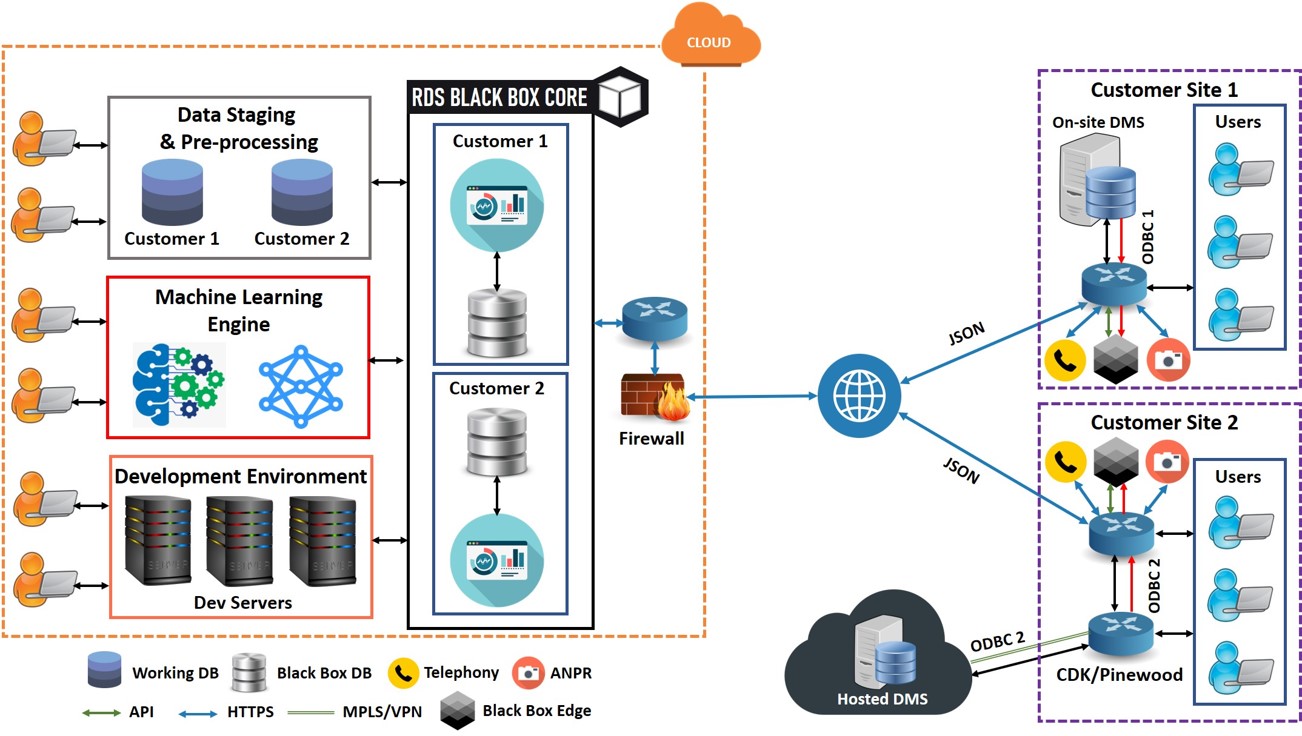 CLOUD
RDS BLACK BOX CORE
Data Staging
& Pre-processing
Customer 1
Customer 2
Machine Learning
Engine
Development Environment
Dev Servers
Customer 1
Customer 2
Firewall
JSON
JSON
Customer Site 1
On-site DMS
Users
ODBC 1
Customer Site 2
Users
ODBC 2
CDK/Pinewood
ODBC 2
Hosted DMS
Working DB
Black Box DB
Telephony
ANPR
API
HTTPS
MPLS/VPN
Black Box Edge